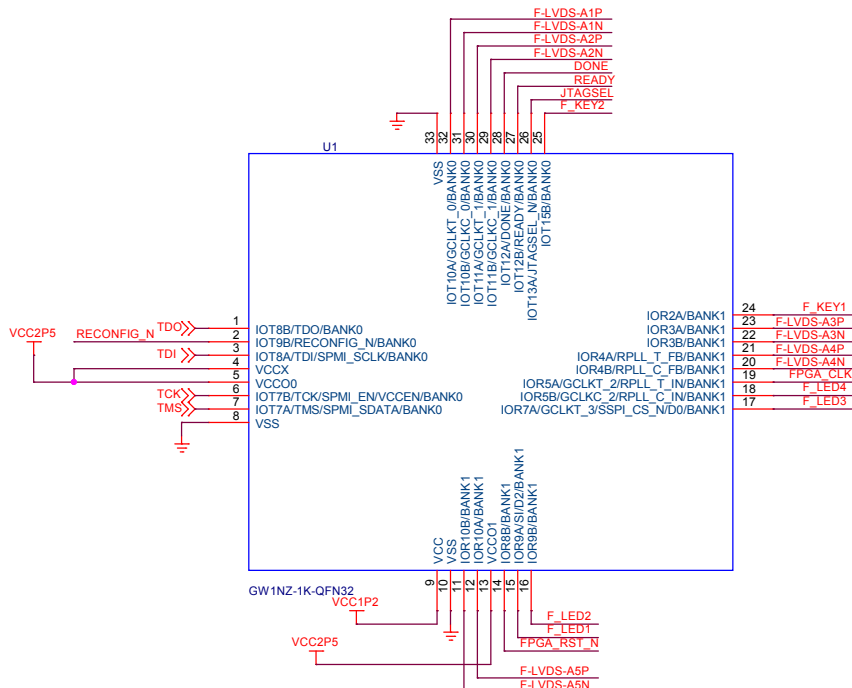 F-LVDS-A1P
F-LVDS-A1N
F-LVDS-A2P
F-LVDS-A2N
DONE
READY
JTAGSEL
F_KEY2
33
32
31
30
29
28
27
26
25
U1
VSS
IOT10A/GCLKT_0/BANK0
IOT10B/GCLKC_0/BANK0
IOT11A/GCLKT_1/BANK0
IOT11B/GCLKC_1/BANK0
IOT12A/DONE/BANK0
IOT12B/READY/BANK0
IOT13A/JTAGSEL_N/BANK0
IOT15B/BANK0
TDO 1 IOT8B/TDO/BANK0
RECONFIG_N 2 IOT9B/RECONFIG_N/BANK0
TDI 3 IOT8A/TDI/SPMI_SCLK/BANK0
VCC2P5
4 VCCX
5 VCCO0
TCK 6 IOT7B/TCK/SPMI_EN/VCCEN/BANK0
TMS 7 IOT7A/TMS/SPMI_SDATA/BANK0
8 VSS
IOR2A/BANK1 24 F_KEY1
IOR3A/BANK1 23 F-LVDS-A3P
IOR3B/BANK1 22 F-LVDS-A3N
IOR4A/RPLL_T_FB/BANK1 21 F-LVDS-A4P
IOR4B/RPLL_C_FB/BANK1 20 F-LVDS-A4N
IOR5A/GCLKT_2/RPLL_T_IN/BANK1 19 FPGA_CLK
IOR5B/GCLKC_2/RPLL_C_IN/BANK1 18 F_LED4
IOR7A/GCLKT_3/SSPI_CS_N/D0/BANK1 17 F_LED3
VCC
VSS
IOR10B/BANK1
IOR10A/BANK1
VCCO1
IOR8B/BANK1
IOR9A/SI/D2/BANK1
IOR9B/BANK1
9
10
11
12
13
14
15
16
GW1NZ-1K-QFN32
VCC1P2
VCC2P5
F_LED2
F_LED1
FPGA_RST_N
F-LVDS-A5P
F-LVDS-A5N